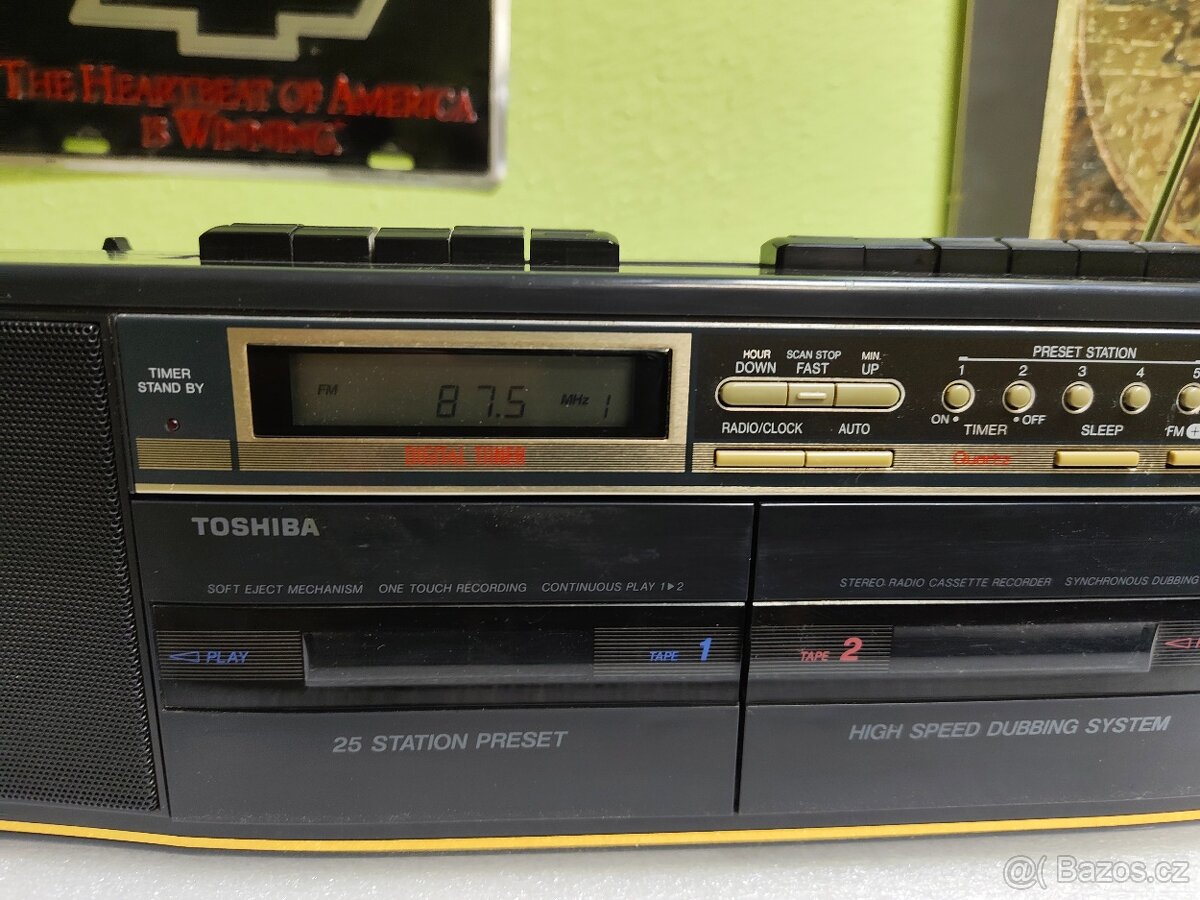 THE HEARTBEAT OF AMERICA
IS WINNING.
TIMER
STAND BY
FM 87.5 MHz 1
DIGITAL TUNER
HOUR SCAN STOP MIN.
DOWN FAST UP
RADIO/CLOCK AUTO
PRESET STATION
1 2 3 4 5
ON • • OFF
TIMER SLEEP FM
Quartz
TOSHIBA
SOFT EJECT MECHANISM ONE TOUCH RECORDING CONTINUOUS PLAY 1▶2
STEREO RADIO CASSETTE RECORDER SYNCHRONOUS DUBBING
PLAY TAPE 1
TAPE 2
25 STATION PRESET
HIGH SPEED DUBBING SYSTEM
@( Bazos.cz